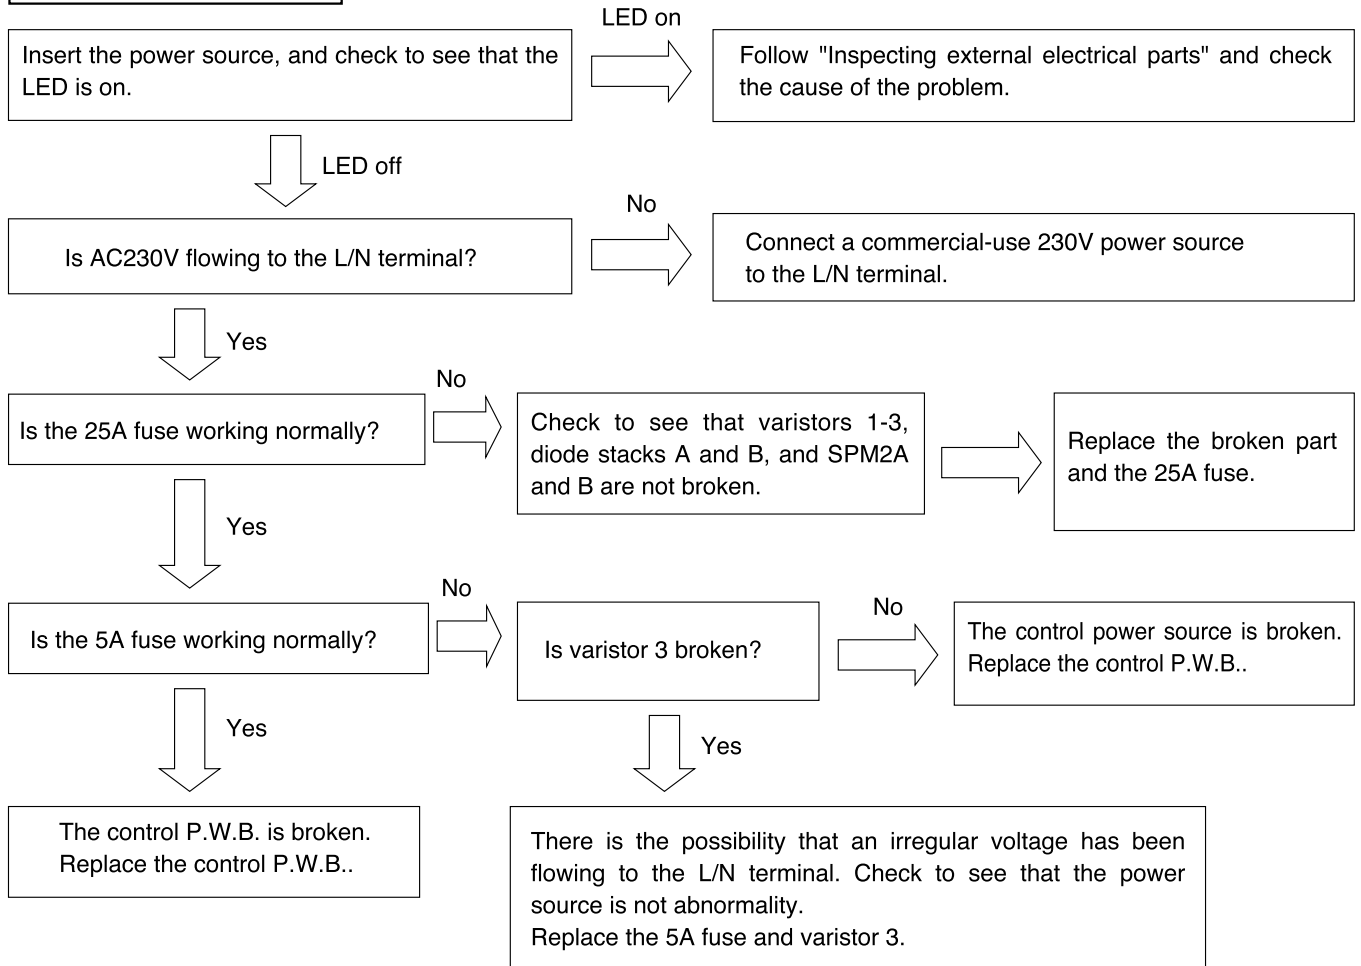 LED on
Insert the power source, and check to see that the
LED is on.
Follow "Inspecting external electrical parts" and check
the cause of the problem.
LED off
No
Is AC230V flowing to the L/N terminal?
Connect a commercial-use 230V power source
to the L/N terminal.
Yes
No
Is the 25A fuse working normally?
Check to see that varistors 1-3,
diode stacks A and B, and SPM2A
and B are not broken.
Replace the broken part
and the 25A fuse.
Yes
No
Is the 5A fuse working normally?
Is varistor 3 broken?
No
The control power source is broken.
Replace the control P.W.B..
Yes
Yes
The control P.W.B. is broken.
Replace the control P.W.B..
There is the possibility that an irregular voltage has been
flowing to the L/N terminal. Check to see that the power
source is not abnormality.
Replace the 5A fuse and varistor 3.